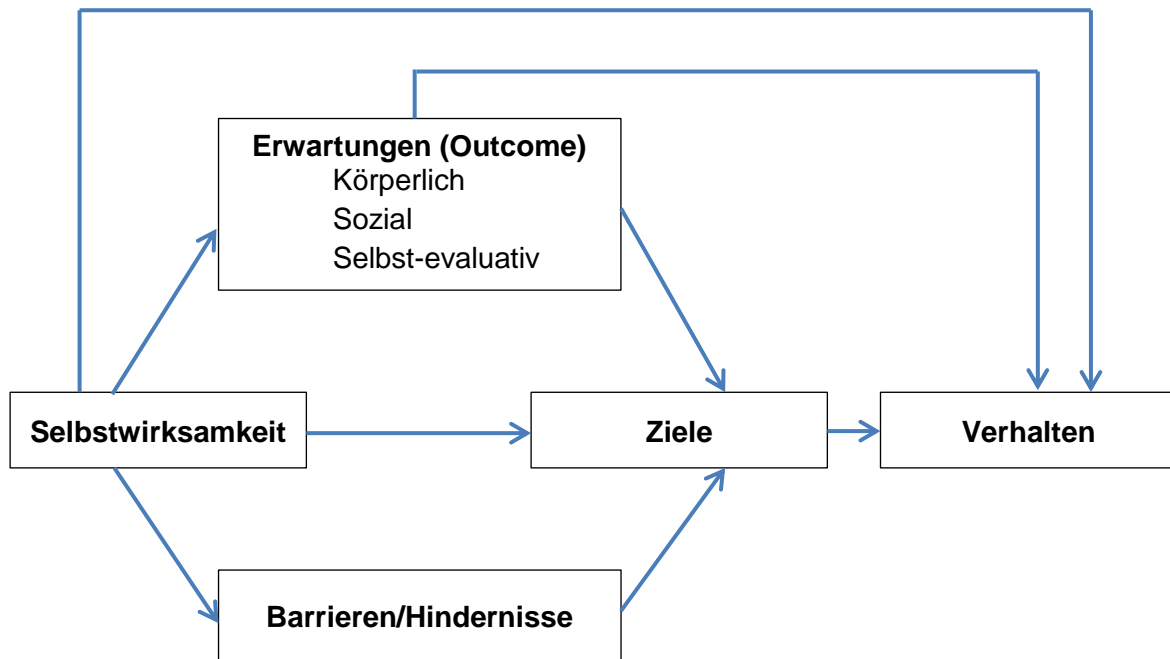 Erwartungen (Outcome)
Körperlich
Sozial
Selbst-evaluativ
Selbstwirksamkeit
Ziele
Verhalten
Barrieren/Hindernisse